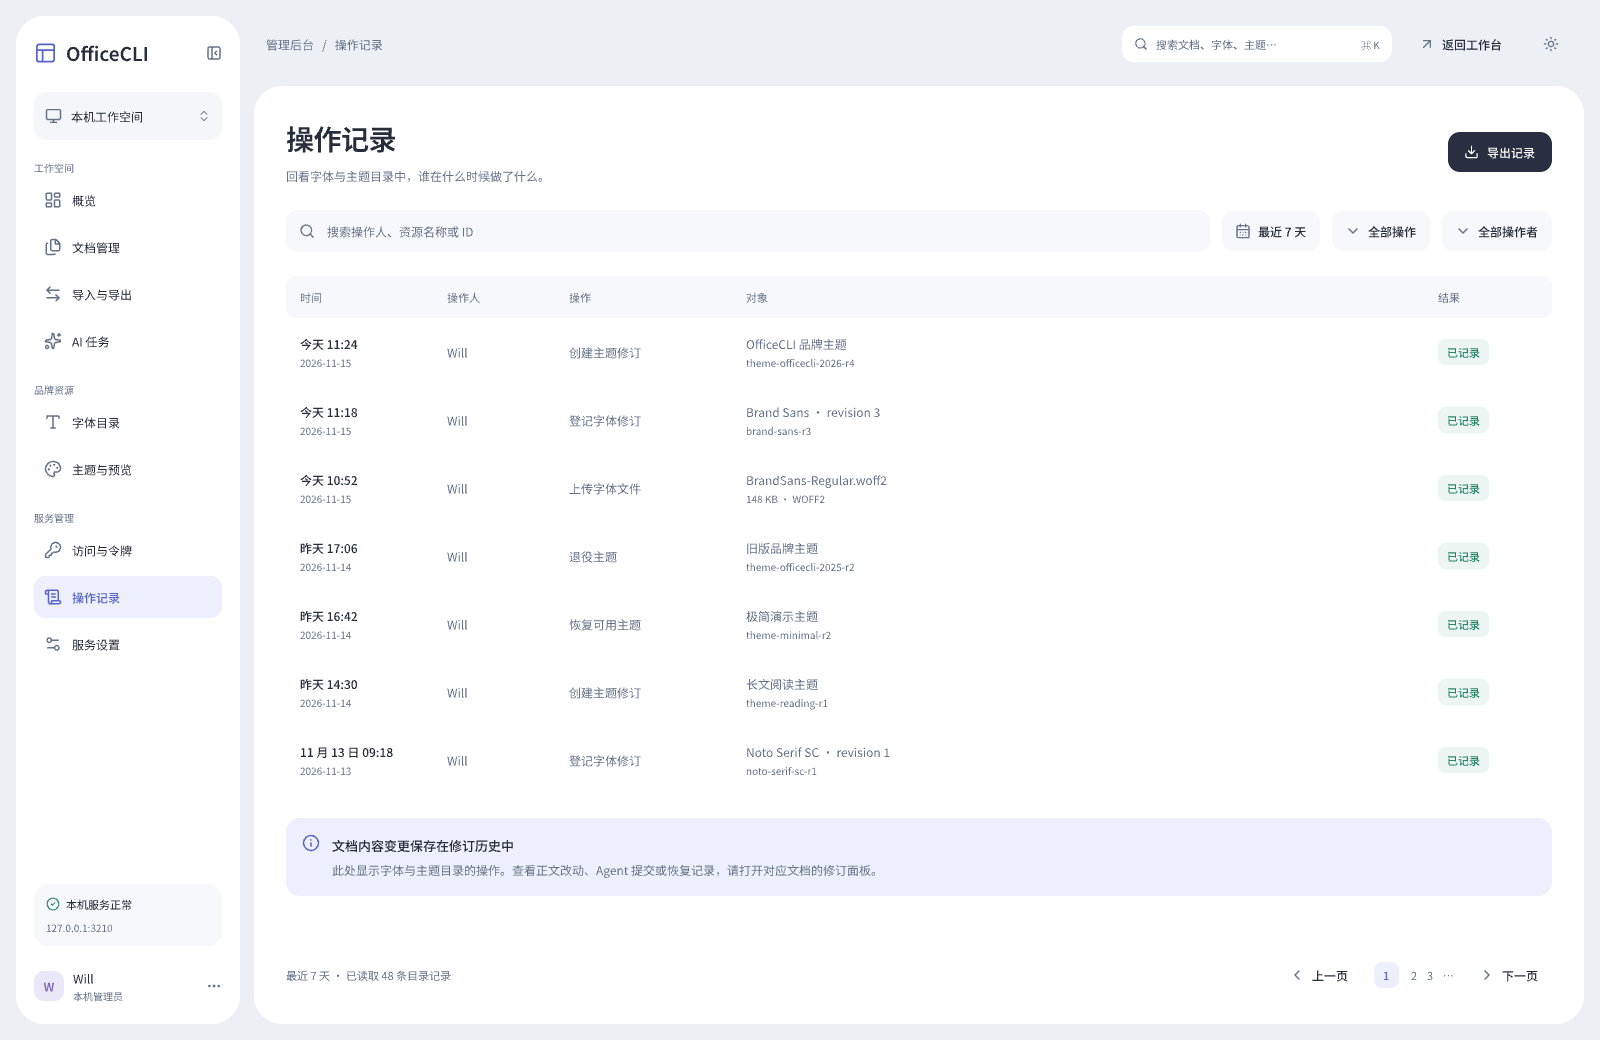 OfficeCLI
本机工作空间
工作空间
概览
文档管理
导入与导出
AI 任务
品牌资源
字体目录
主题与预览
服务管理
访问与令牌
操作记录
服务设置
本机服务正常
127.0.0.1:3210
W
Will
本机管理员
管理后台 / 操作记录
搜索文档、字体、主题…
⌘K
返回工作台
操作记录
回看字体与主题目录中，谁在什么时候做了什么。
导出记录
搜索操作人、资源名称或 ID
最近 7 天
全部操作
全部操作者
时间 操作人 操作 对象 结果
今天 11:24
2026-11-15
Will
创建主题修订
OfficeCLI 品牌主题
theme-officecli-2026-r4
已记录
今天 11:18
2026-11-15
Will
登记字体修订
Brand Sans · revision 3
brand-sans-r3
已记录
今天 10:52
2026-11-15
Will
上传字体文件
BrandSans-Regular.woff2
148 KB · WOFF2
已记录
昨天 17:06
2026-11-14
Will
退役主题
旧版品牌主题
theme-officecli-2025-r2
已记录
昨天 16:42
2026-11-14
Will
恢复可用主题
极简演示主题
theme-minimal-r2
已记录
昨天 14:30
2026-11-14
Will
创建主题修订
长文阅读主题
theme-reading-r1
已记录
11 月 13 日 09:18
2026-11-13
Will
登记字体修订
Noto Serif SC · revision 1
noto-serif-sc-r1
已记录
文档内容变更保存在修订历史中
此处显示字体与主题目录的操作。查看正文改动、Agent 提交或恢复记录，请打开对应文档的修订面板。
最近 7 天 · 已读取 48 条目录记录
上一页 1 2 3 … 下一页